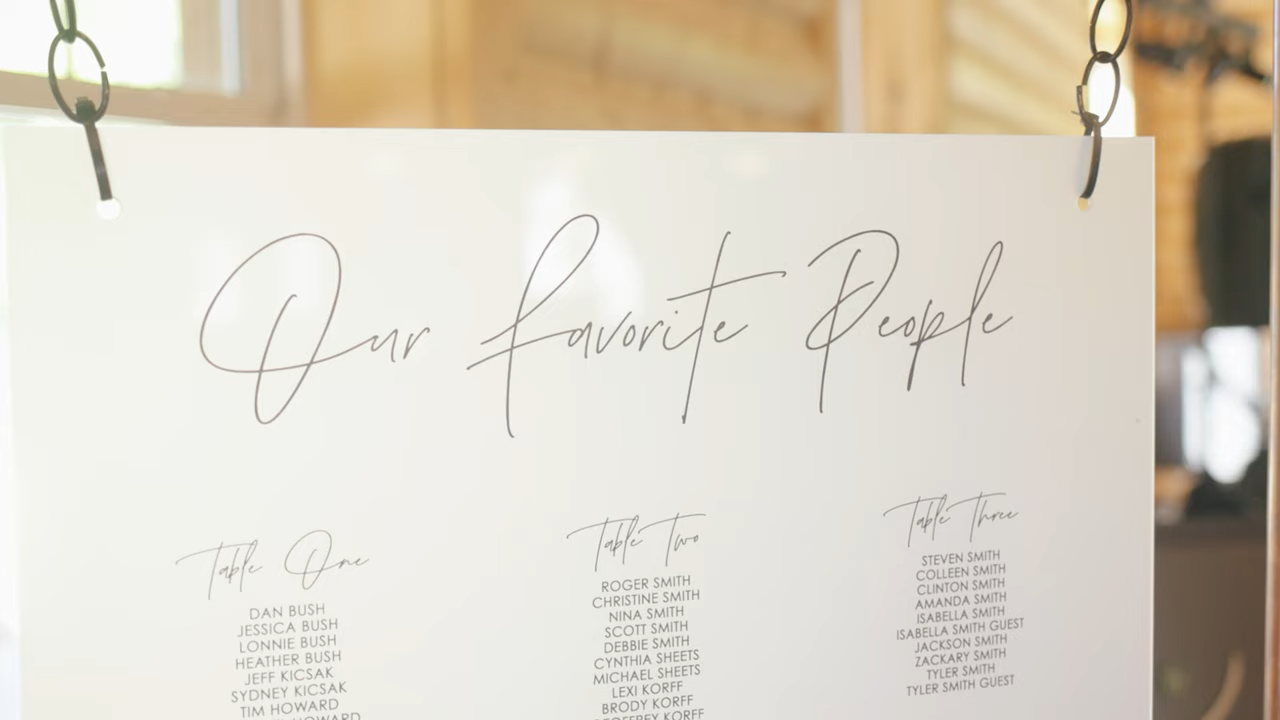 Our favorite People
Table One
DAN BUSH
JESSICA BUSH
LONNIE BUSH
HEATHER BUSH
JEFF KICSAK
SYDNEY KICSAK
TIM HOWARD
HOWARD
Table Two
ROGER SMITH
CHRISTINE SMITH
NINA SMITH
SCOTT SMITH
DEBBIE SMITH
CYNTHIA SHEETS
MICHAEL SHEETS
LEXI KORFF
BRODY KORFF
GEOFFREY KORFF
Table Three
STEVEN SMITH
COLLEEN SMITH
CLINTON SMITH
AMANDA SMITH
ISABELLA SMITH
ISABELLA SMITH GUEST
JACKSON SMITH
ZACKARY SMITH
TYLER SMITH
TYLER SMITH GUEST